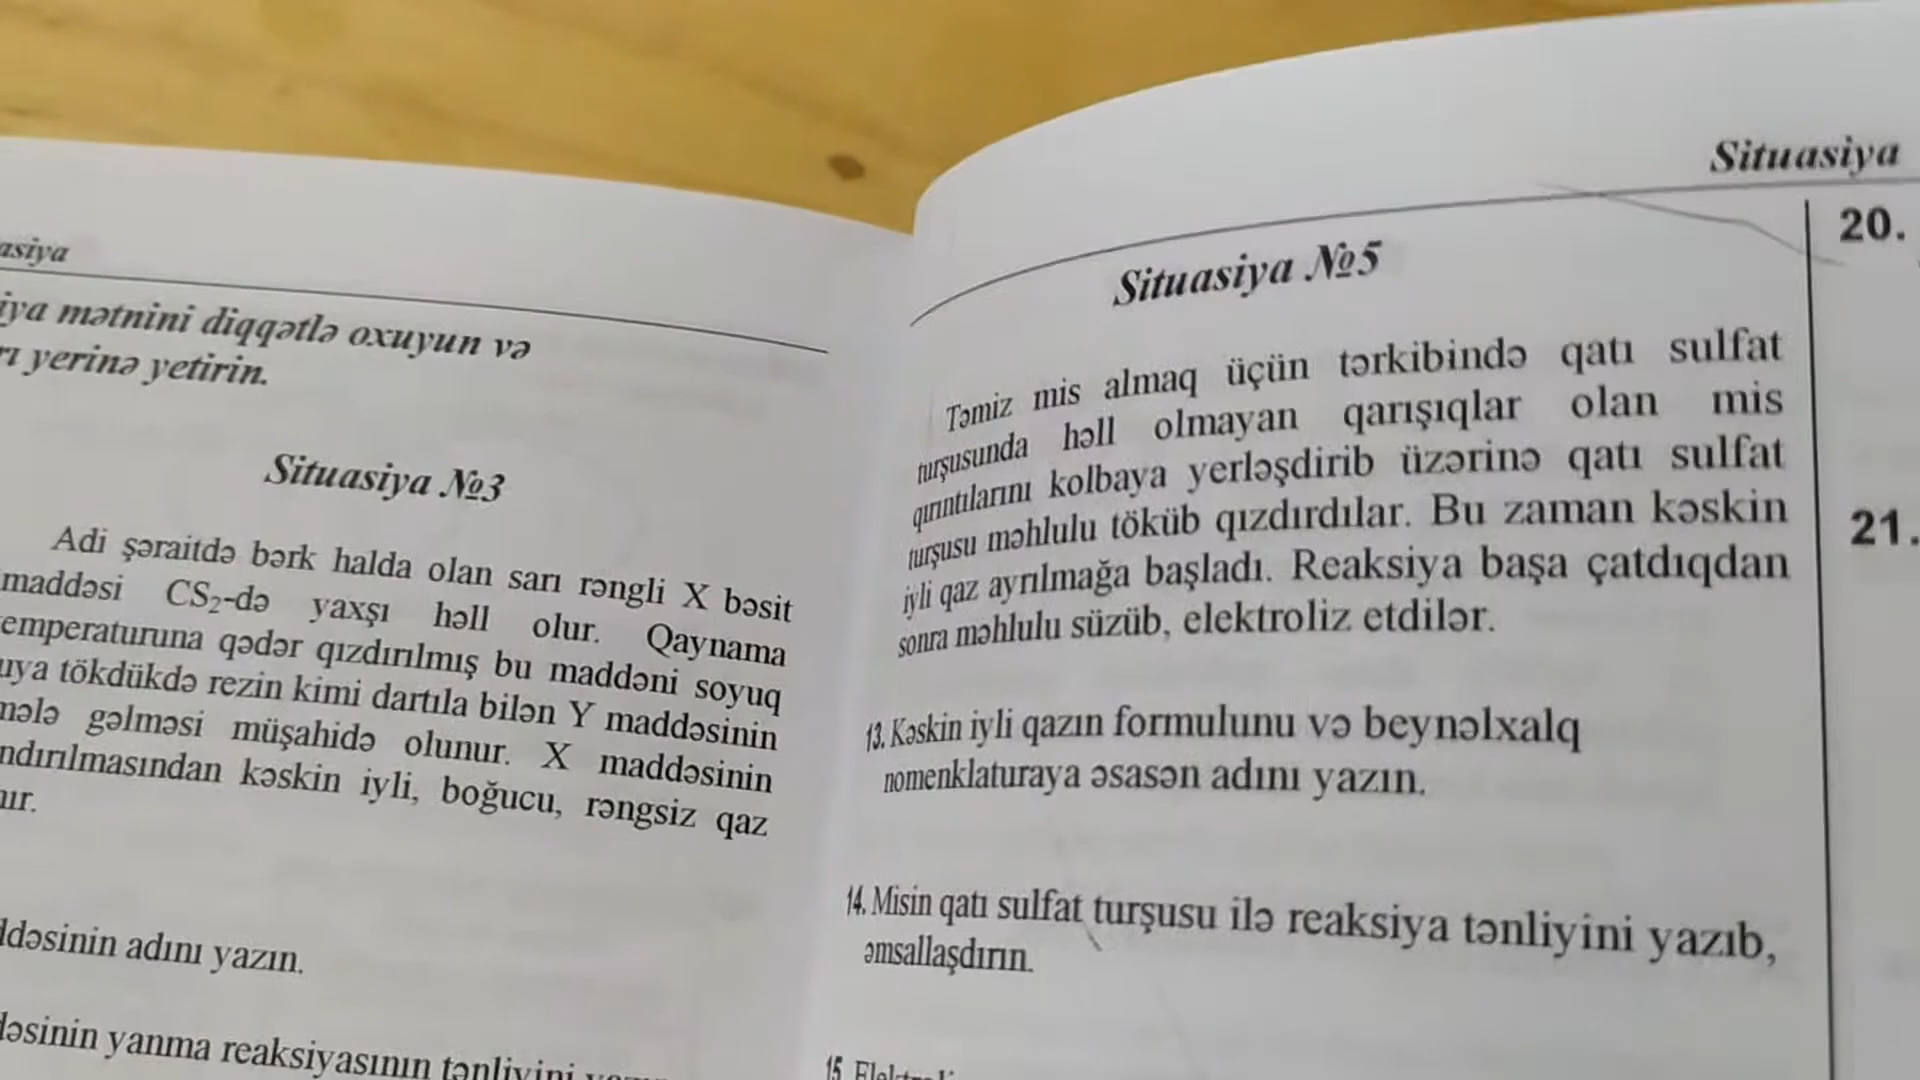 asiya
iya mətnini diqqətlə oxuyun və
rı yerinə yetirin.
Situasiya №3
Adi şəraitdə bərk halda olan sarı rəngli X bəsit
maddəsi CS₂-də yaxşı həll olur. Qaynama
emperaturuna qədər qızdırılmış bu maddəni soyuq
uya tökdükdə rezin kimi dartıla bilən Y maddəsinin
mələ gəlməsi müşahidə olunur. X maddəsinin
ndırılmasından kəskin iyli, boğucu, rəngsiz qaz
nır.
ddəsinin adını yazın.
dəsinin yanma reaksiyasının tənliyini
Situasiya
Situasiya №5
Təmiz mis almaq üçün tərkibində qatı sulfat
turşusunda həll olmayan qarışıqlar olan mis
qırıntılarını kolbaya yerləşdirib üzərinə qatı sulfat
turşusu məhlulu töküb qızdırdılar. Bu zaman kəskin
iyli qaz ayrılmağa başladı. Reaksiya başa çatdıqdan
sonra məhlulu süzüb, elektroliz etdilər.
13. Kəskin iyli qazın formulunu və beynəlxalq
nomenklaturaya əsasən adını yazın.
14. Misin qatı sulfat turşusu ilə reaksiya tənliyini yazıb,
əmsallaşdırın.
15.
20.
21.